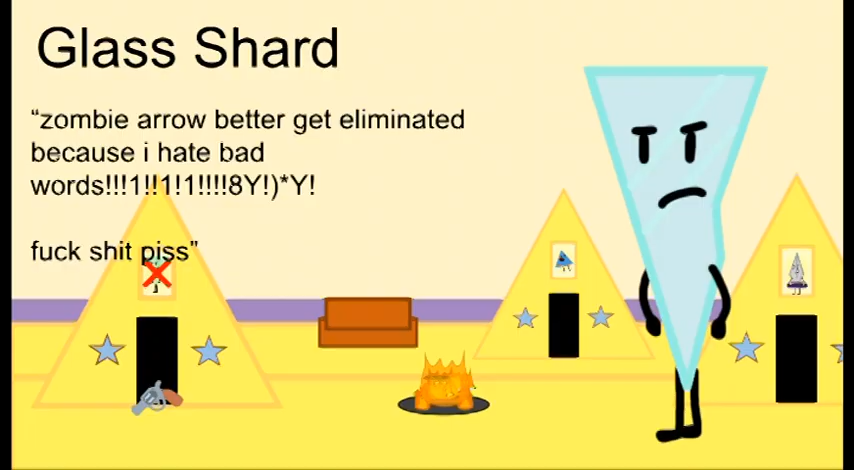 Glass Shard
“zombie arrow better get eliminated
because i hate bad
words!!!1!!1!1!!!!8Y!)*Y!
fuck shit piss”